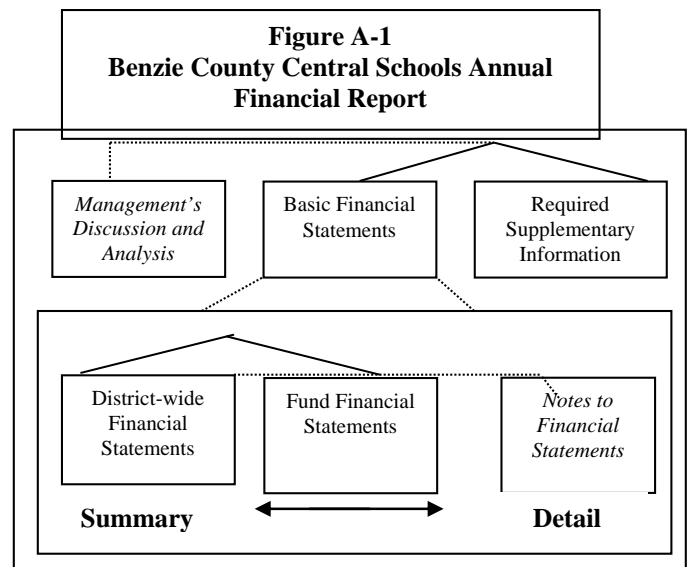 Figure A-1
Benzie County Central Schools Annual
Financial Report
Management’s
Discussion and
Analysis
Basic Financial
Statements
Required
Supplementary
Information
District-wide
Financial
Statements
Fund Financial
Statements
Notes to
Financial
Statements
Summary
Detail